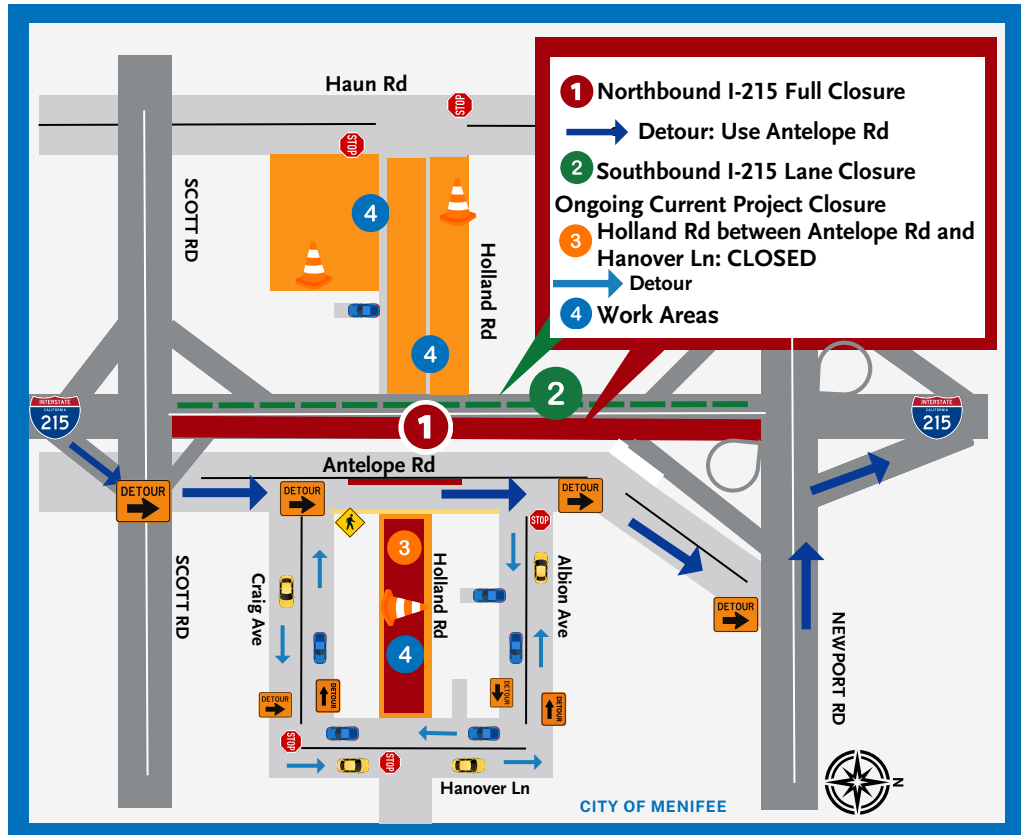 Haun Rd
STOP
STOP
1 Northbound I-215 Full Closure
Detour: Use Antelope Rd
2 Southbound I-215 Lane Closure
Ongoing Current Project Closure
3 Holland Rd between Antelope Rd and
Hanover Ln: CLOSED
Detour
4 Work Areas
SCOTT RD
4
Holland Rd
4
2
1
INTERSTATE
CALIFORNIA
215
INTERSTATE
CALIFORNIA
215
Antelope Rd
DETOUR
DETOUR
DETOUR
STOP
3
Holland Rd
4
Craig Ave
Albion Ave
SCOTT RD
DETOUR
NEWPORT RD
DETOUR
DETOUR
DETOUR
DETOUR
STOP
STOP
Hanover Ln
N
CITY OF MENIFEE